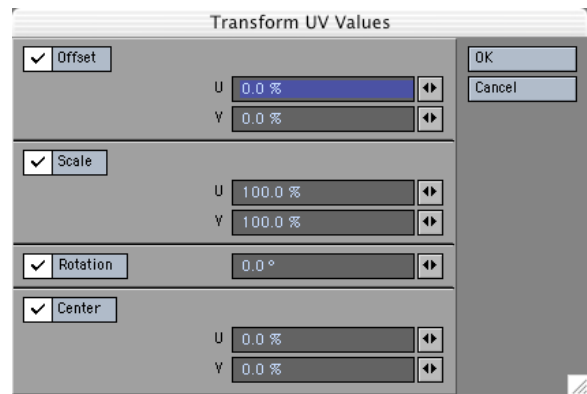 Transform UV Values
Offset
U 0.0 %
V 0.0 %
Scale
U 100.0 %
V 100.0 %
Rotation 0.0 °
Center
U 0.0 %
V 0.0 %
OK
Cancel